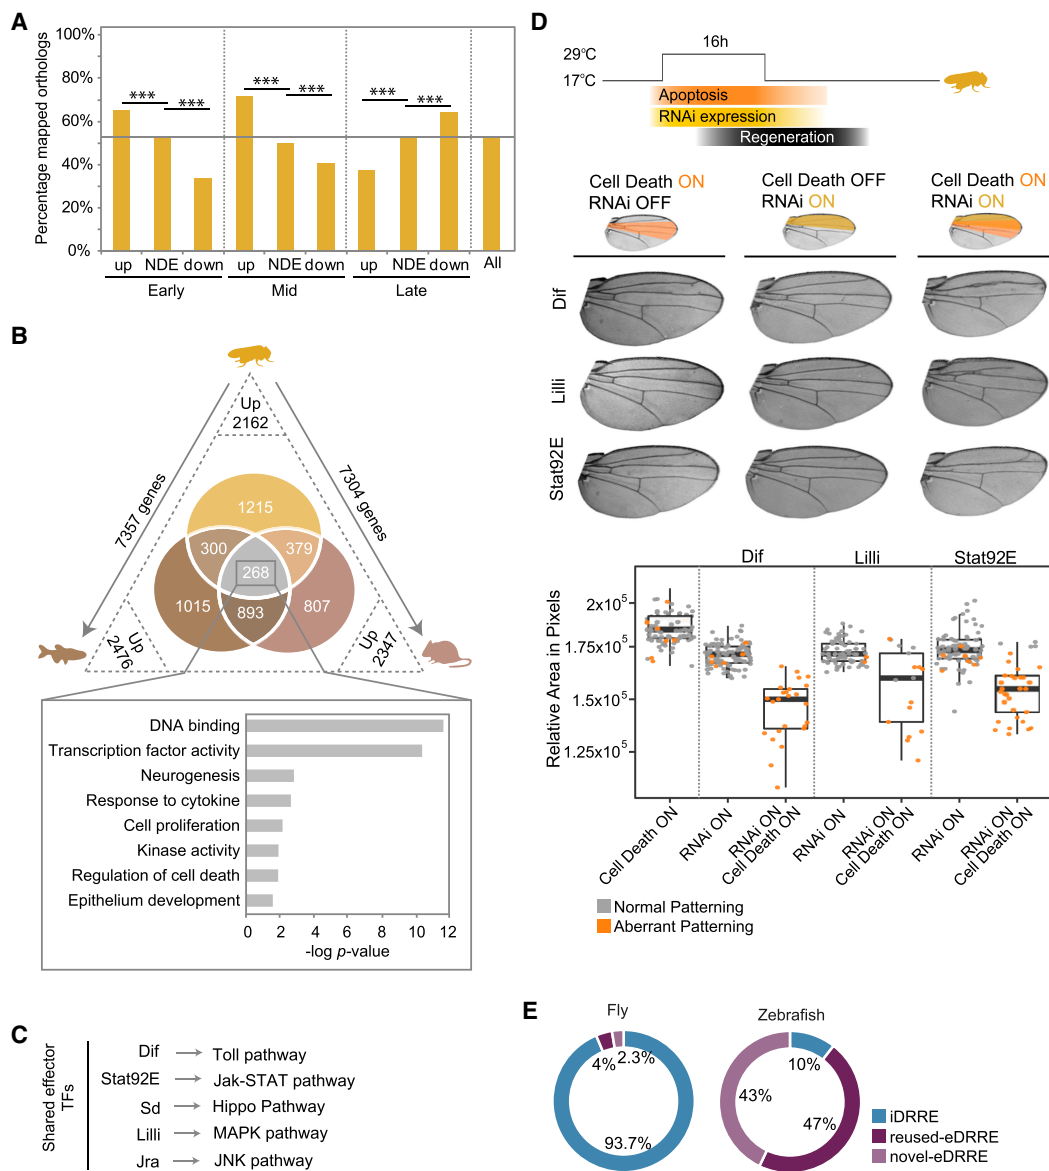 A
100%
80%
60%
40%
20%
0%
Percentage mapped orthologs
*** *** *** *** *** ***
up NDE down up NDE down up NDE down All
Early Mid Late
B
Up
2162
7357 genes
7304 genes
1215
300
379
268
1015
893
807
Up
2476
Up
2347
DNA binding
Transcription factor activity
Neurogenesis
Response to cytokine
Cell proliferation
Kinase activity
Regulation of cell death
Epithelium development
0 2 4 6 8 10 12
-log p-value
C
Shared effector
TFs
Dif Toll pathway
Stat92E Jak-STAT pathway
Sd Hippo Pathway
Lilli MAPK pathway
Jra JNK pathway
D
16h
29°C
17°C
Apoptosis
RNAi expression
Regeneration
Cell Death ON
RNAi OFF
Cell Death OFF
RNAi ON
Cell Death ON
RNAi ON
Dif
Lilli
Stat92E
Dif Lilli Stat92E
Relative Area in Pixels
2x10⁵
1.75x10⁵
1.5x10⁵
1.25x10⁵
Cell Death ON
RNAi ON
RNAi ON
Cell Death ON
RNAi ON
RNAi ON
Cell Death ON
RNAi ON
RNAi ON
Cell Death ON
Normal Patterning
Aberrant Patterning
E
Fly
4%
2.3%
93.7%
Zebrafish
10%
43%
47%
iDRRE
reused-eDRRE
novel-eDRRE